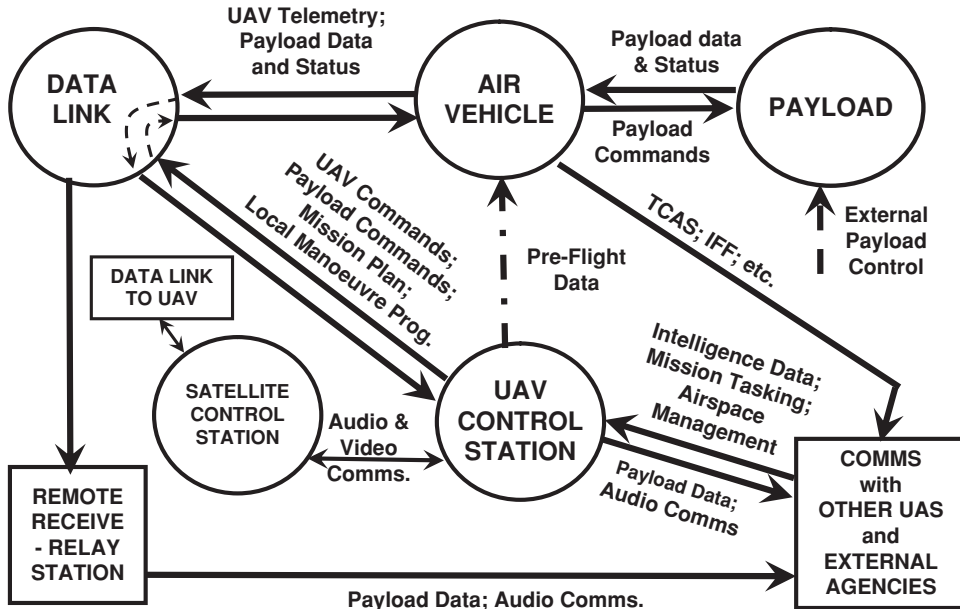 UAV Telemetry;
Payload Data
and Status
DATA
LINK
AIR
VEHICLE
Payload data
& Status
PAYLOAD
Payload
Commands
UAV Commands;
Payload Commands;
Mission Plan;
Local Manoeuvre Prog.
TCAS; IFF; etc.
External
Payload
Control
Pre-Flight
Data
DATA LINK
TO UAV
SATELLITE
CONTROL
STATION
Audio &
Video
Comms.
UAV
CONTROL
STATION
Intelligence Data;
Mission Tasking;
Airspace
Management
Payload Data;
Audio Comms
REMOTE
RECEIVE
- RELAY
STATION
COMMS
with
OTHER UAS
and
EXTERNAL
AGENCIES
Payload Data; Audio Comms.